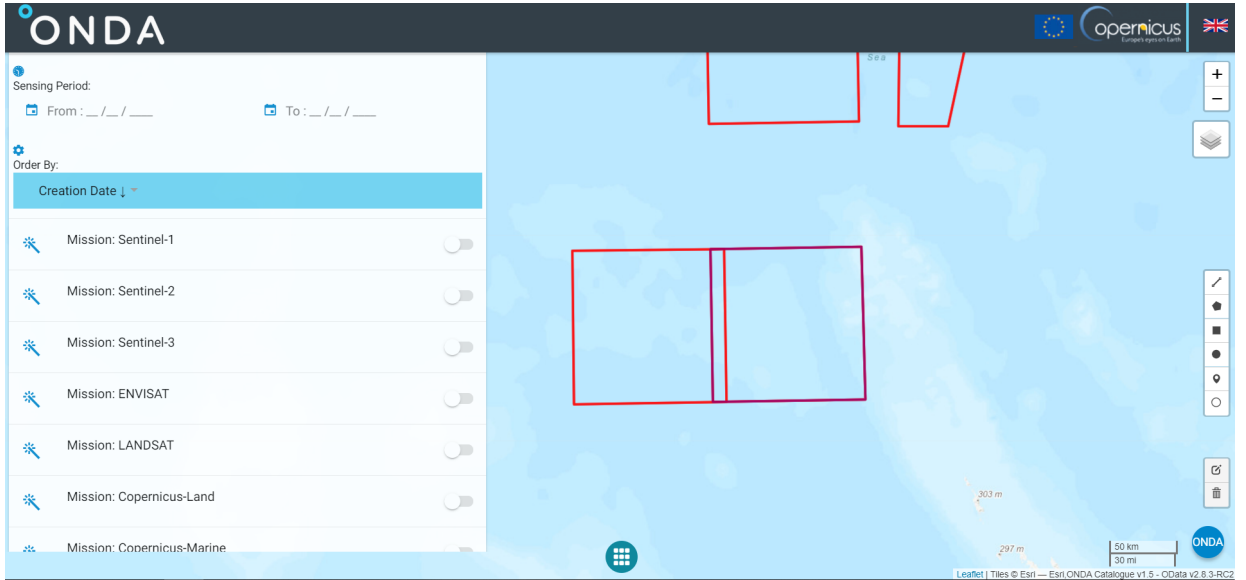 ONDA
opernicus
Europe's eyes on Earth
Sensing Period:
From : __ /__ / ____
To : __ /__ / ____
Order By:
Creation Date ↓
Mission: Sentinel-1
Mission: Sentinel-2
Mission: Sentinel-3
Mission: ENVISAT
Mission: LANDSAT
Mission: Copernicus-Land
Mission: Copernicus-Marine
Sea
+
−
303 m
297 m
50 km
30 mi
ONDA
Leaflet | Tiles © Esri — Esri,ONDA Catalogue v1.5 - OData v2.8.3-RC2